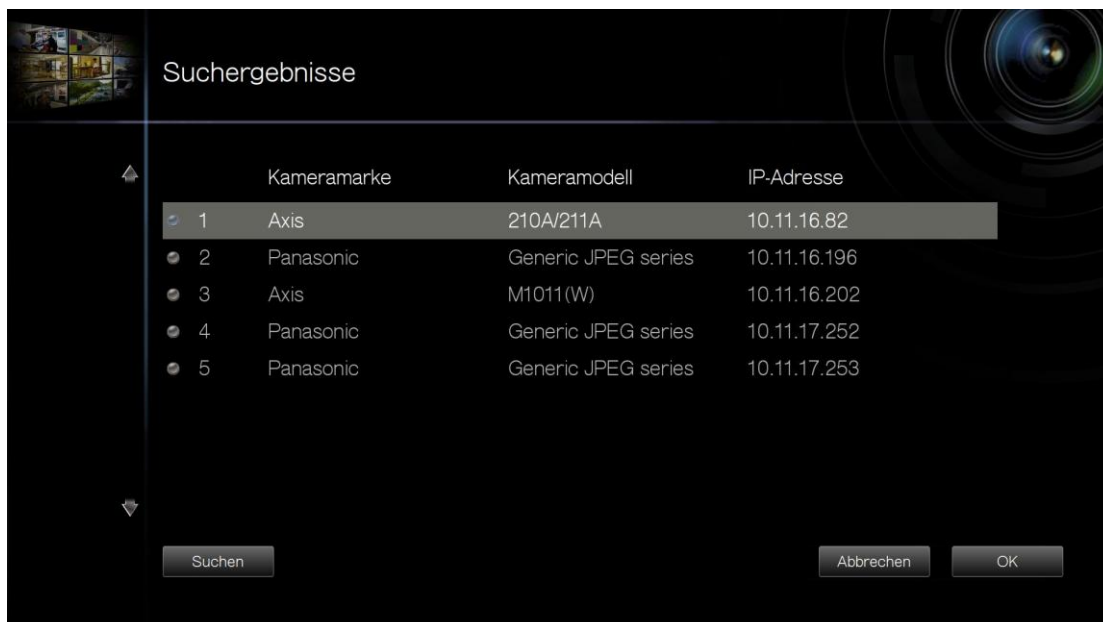 Suchergebnisse
Kameramarke Kameramodell IP-Adresse
1 Axis 210A/211A 10.11.16.82
2 Panasonic Generic JPEG series 10.11.16.196
3 Axis M1011(W) 10.11.16.202
4 Panasonic Generic JPEG series 10.11.17.252
5 Panasonic Generic JPEG series 10.11.17.253
Suchen Abbrechen OK